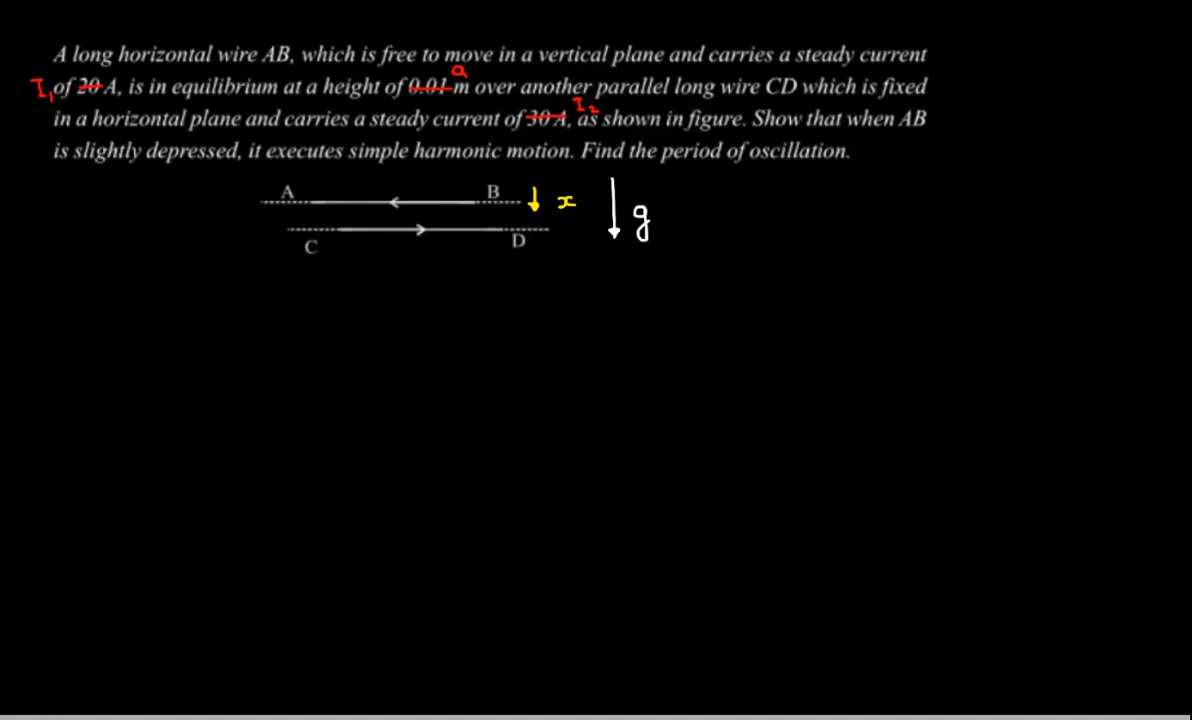 A long horizontal wire AB, which is free to move in a vertical plane and carries a steady current
I₁ of 20 A, is in equilibrium at a height of 0.01 a m over another parallel long wire CD which is fixed
in a horizontal plane and carries a steady current of 30 A, I₂ as shown in figure. Show that when AB
is slightly depressed, it executes simple harmonic motion. Find the period of oscillation.
A B x g
C D